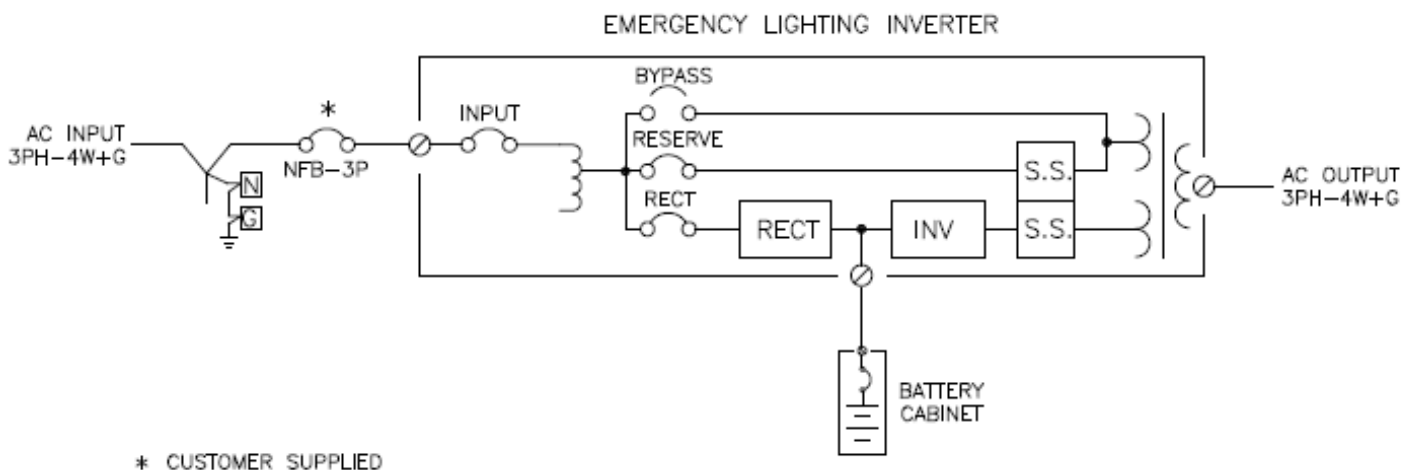 EMERGENCY LIGHTING INVERTER
BYPASS
*
INPUT
AC INPUT
3PH-4W+G
NFB-3P
RESERVE
S.S.
N
G
RECT
RECT
INV
S.S.
AC OUTPUT
3PH-4W+G
BATTERY
CABINET
* CUSTOMER SUPPLIED